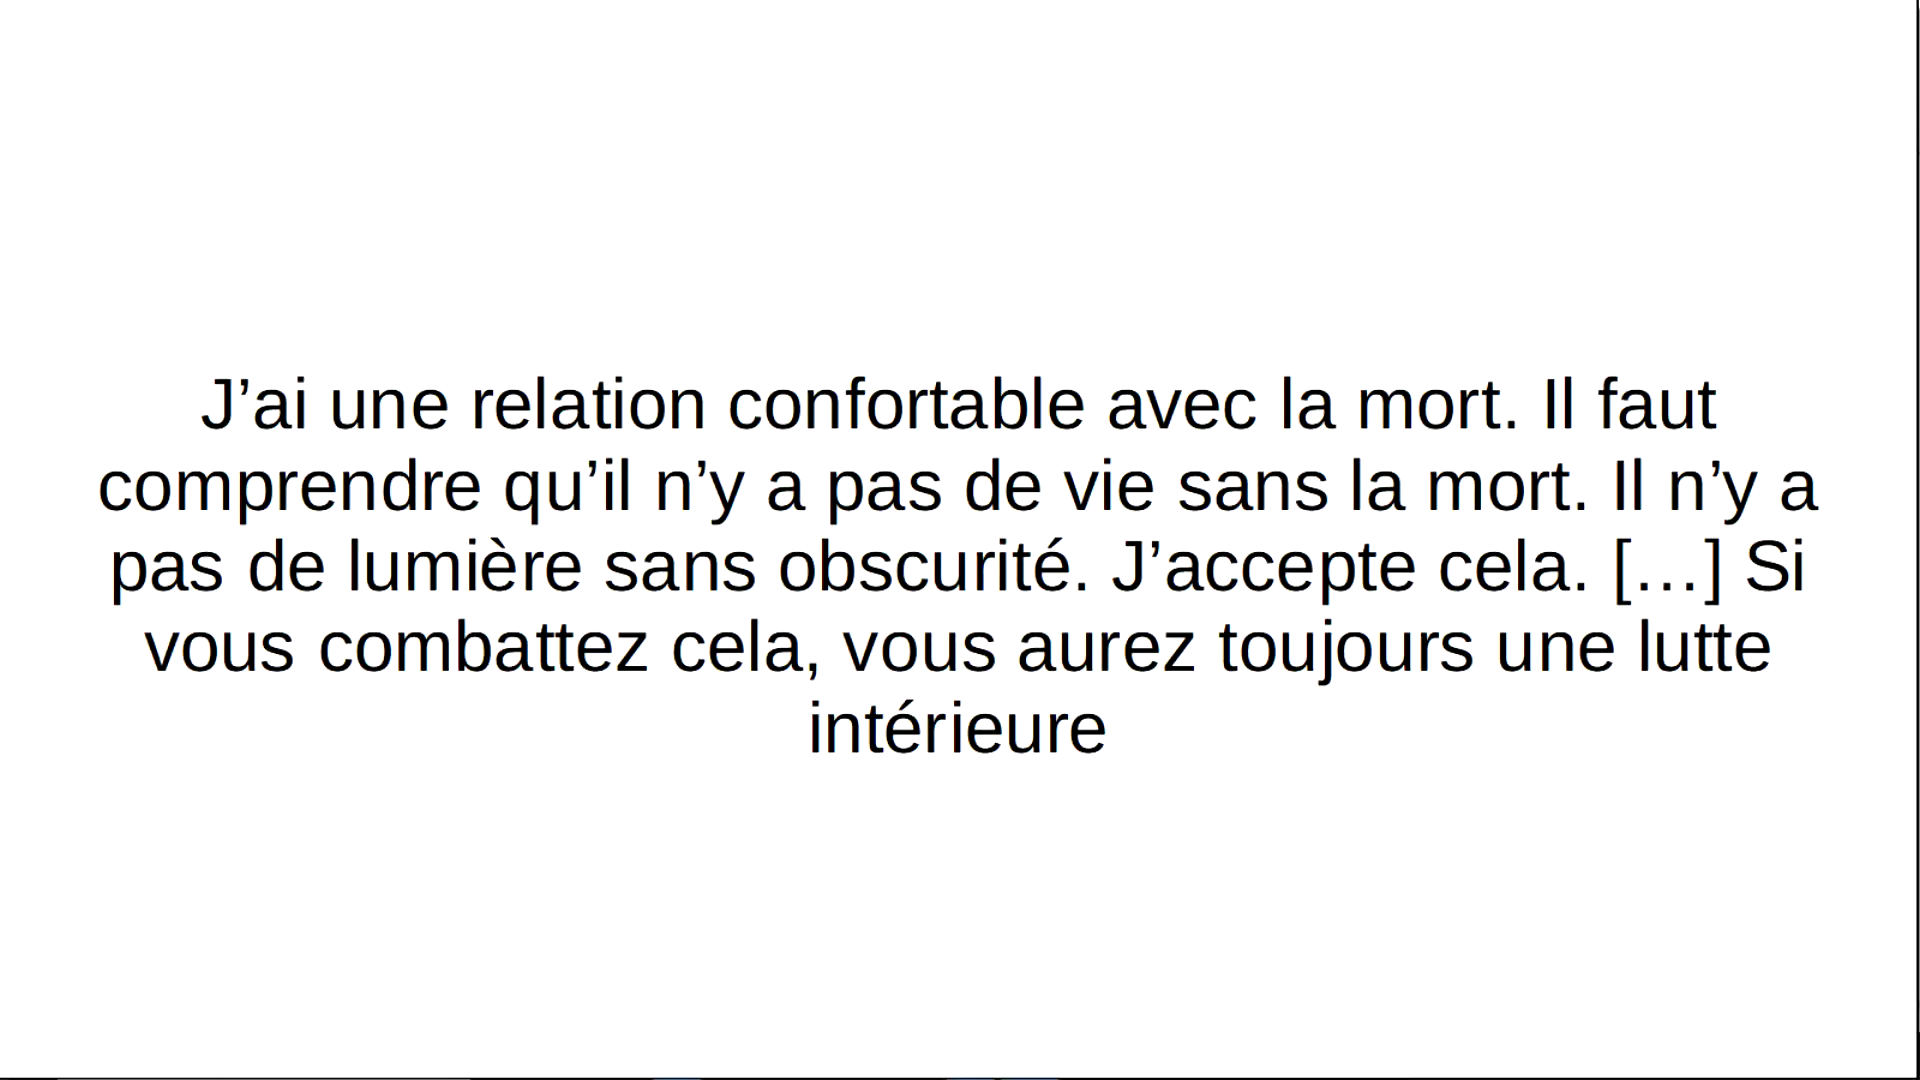 J’ai une relation confortable avec la mort. Il faut
comprendre qu’il n’y a pas de vie sans la mort. Il n’y a
pas de lumière sans obscurité. J’accepte cela. […] Si
vous combattez cela, vous aurez toujours une lutte
intérieure